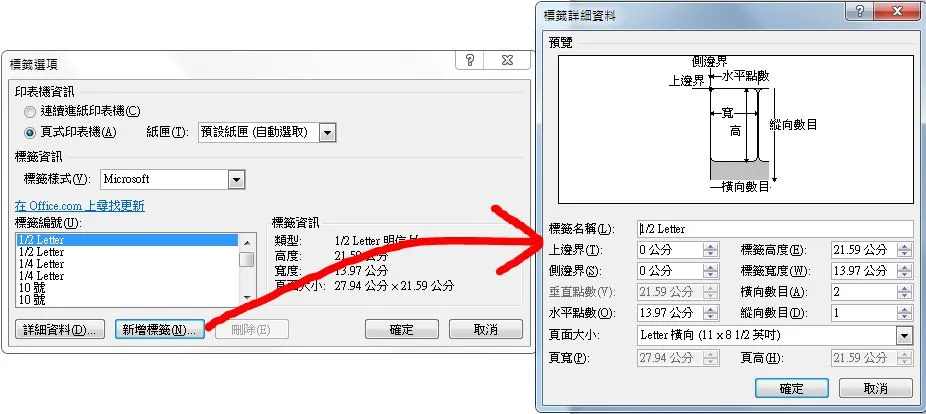 標籤選項
印表機資訊
連續進紙印表機(C)
頁式印表機(A) 紙匣(T): 預設紙匣 (自動選取)
標籤資訊
標籤樣式(V): Microsoft
在 Office.com 上尋找更新
標籤編號(U):
1/2 Letter
1/2 Letter
1/4 Letter
1/4 Letter
10 號
10 號
標籤資訊
類型: 1/2 Letter 明信
高度: 21.59 公分
寬度: 13.97 公分
頁面大小: 27.94 公分 × 21.59 公分
詳細資料(D)... 新增標籤(N)... 刪除(E) 確定 取消
標籤詳細資料
預覽
側邊界
上邊界 水平點數
寬
高
縱向數目
橫向數目
標籤名稱(L): 1/2 Letter
上邊界(T): 0 公分 標籤高度(E): 21.59 公分
側邊界(S): 0 公分 標籤寬度(W): 13.97 公分
垂直點數(V): 21.59 公分 橫向數目(A): 2
水平點數(O): 13.97 公分 縱向數目(D): 1
頁面大小: Letter 橫向 (11 x 8 1/2 英吋)
頁寬(P): 27.94 公分 頁高(H): 21.59 公分
確定 取消